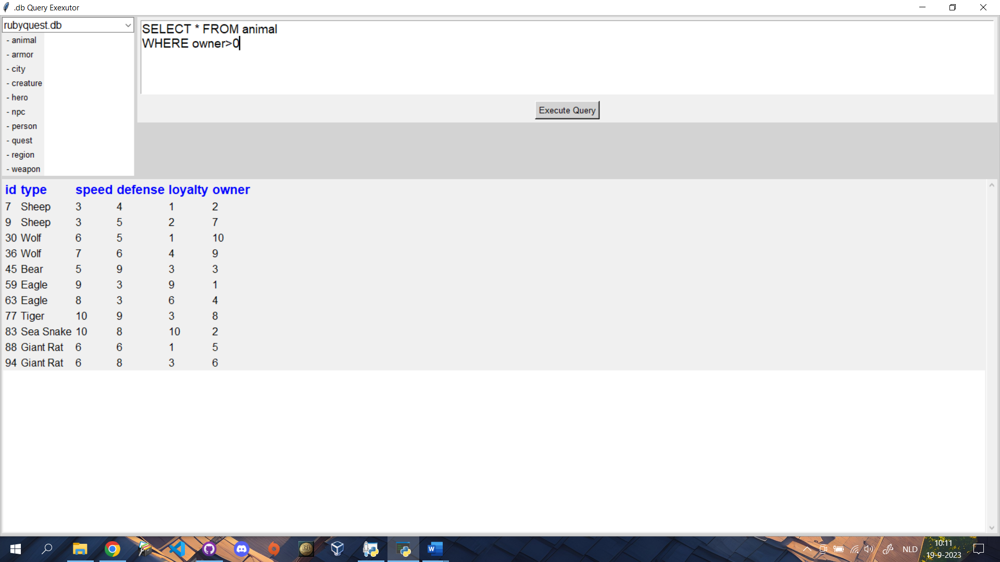 .db Query Exexutor
rubyquest.db
- animal
- armor
- city
- creature
- hero
- npc
- person
- quest
- region
- weapon
SELECT * FROM animal
WHERE owner>0
Execute Query
id type speed defense loyalty owner
7 Sheep 3 4 1 2
9 Sheep 3 5 2 7
30 Wolf 6 5 1 10
36 Wolf 7 6 4 9
45 Bear 5 9 3 3
59 Eagle 9 3 9 1
63 Eagle 8 3 6 4
77 Tiger 10 9 3 8
83 Sea Snake 10 8 10 2
88 Giant Rat 6 6 1 5
94 Giant Rat 6 8 3 6
W
NLD
10:11
19-9-2023